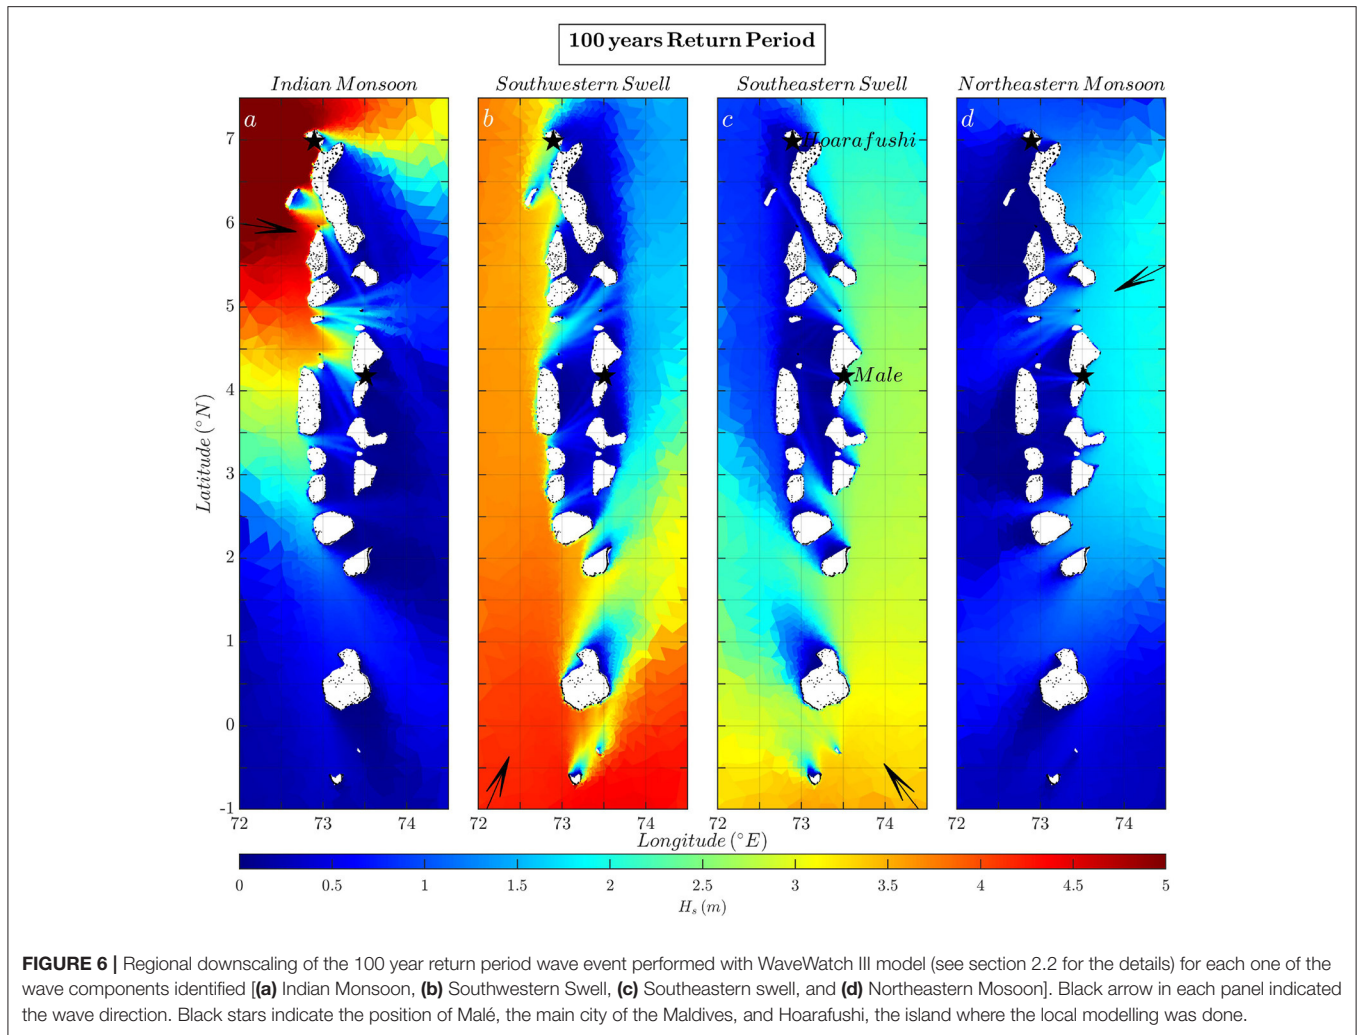 100 years Return Period
Indian Monsoon
Southwestern Swell
Southeastern Swell
Northeastern Monsoon
a
b
c
d
Hoarafushi
Male
7
6
5
4
3
2
1
0
-1
Latitude (°N)
72 73 74
72 73 74
72 73 74
72 73 74
Longitude (°E)
0 0.5 1 1.5 2 2.5 3 3.5 4 4.5 5
Hs (m)
FIGURE 6 | Regional downscaling of the 100 year return period wave event performed with WaveWatch III model (see section 2.2 for the details) for each one of the
wave components identified [(a) Indian Monsoon, (b) Southwestern Swell, (c) Southeastern swell, and (d) Northeastern Mosoon]. Black arrow in each panel indicated
the wave direction. Black stars indicate the position of Malé, the main city of the Maldives, and Hoarafushi, the island where the local modelling was done.